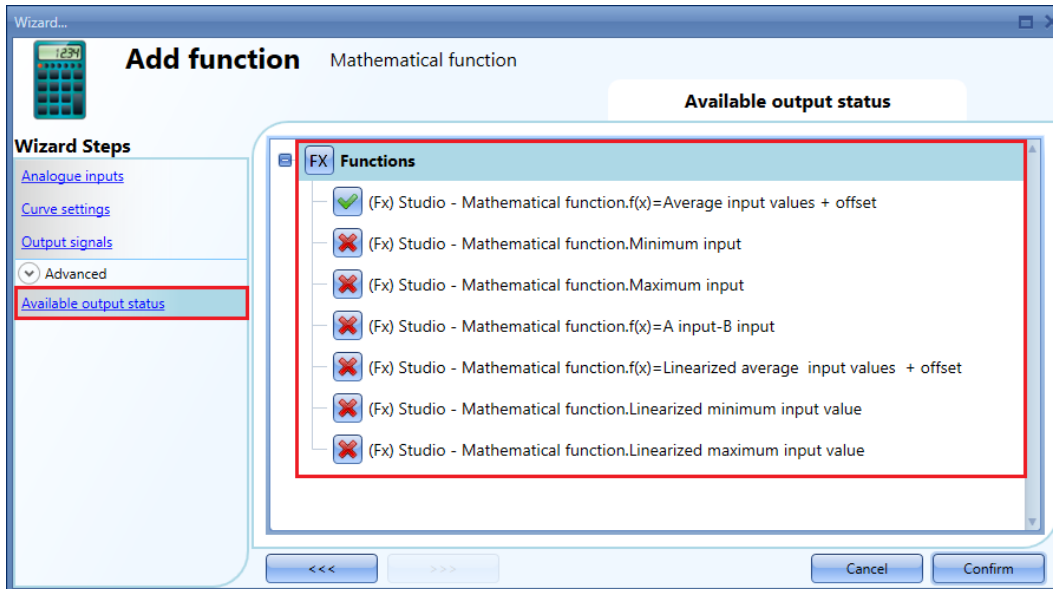 Wizard...
1234
Add function
Mathematical function
Available output status
Wizard Steps
Analogue inputs
Curve settings
Output signals
Advanced
Available output status
FX Functions
(Fx) Studio - Mathematical function.f(x)=Average input values + offset
(Fx) Studio - Mathematical function.Minimum input
(Fx) Studio - Mathematical function.Maximum input
(Fx) Studio - Mathematical function.f(x)=A input-B input
(Fx) Studio - Mathematical function.f(x)=Linearized average  input values  + offset
(Fx) Studio - Mathematical function.Linearized minimum input value
(Fx) Studio - Mathematical function.Linearized maximum input value
<<<
>>>
Cancel
Confirm